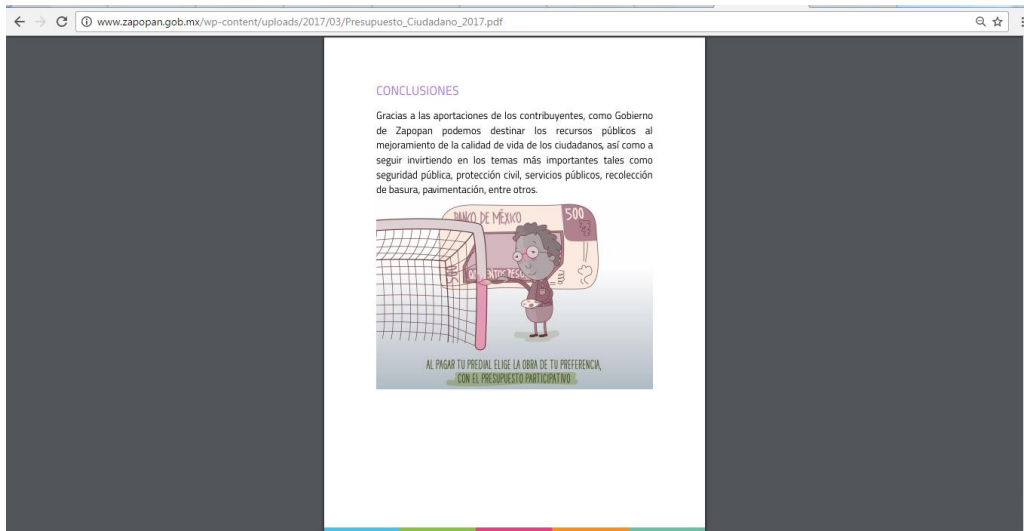 www.zapopan.gob.mx/wp-content/uploads/2017/03/Presupuesto_Ciudadano_2017.pdf
CONCLUSIONES
Gracias a las aportaciones de los contribuyentes, como Gobierno
de Zapopan podemos destinar los recursos públicos al
mejoramiento de la calidad de vida de los ciudadanos, así como a
seguir invirtiendo en los temas más importantes tales como
seguridad pública, protección civil, servicios públicos, recolección
de basura, pavimentación, entre otros.
BANCO DE MÉXICO
500
500
AL PAGAR TU PREDIAL ELIGE LA OBRA DE TU PREFERENCIA,
CON EL PRESUPUESTO PARTICIPATIVO